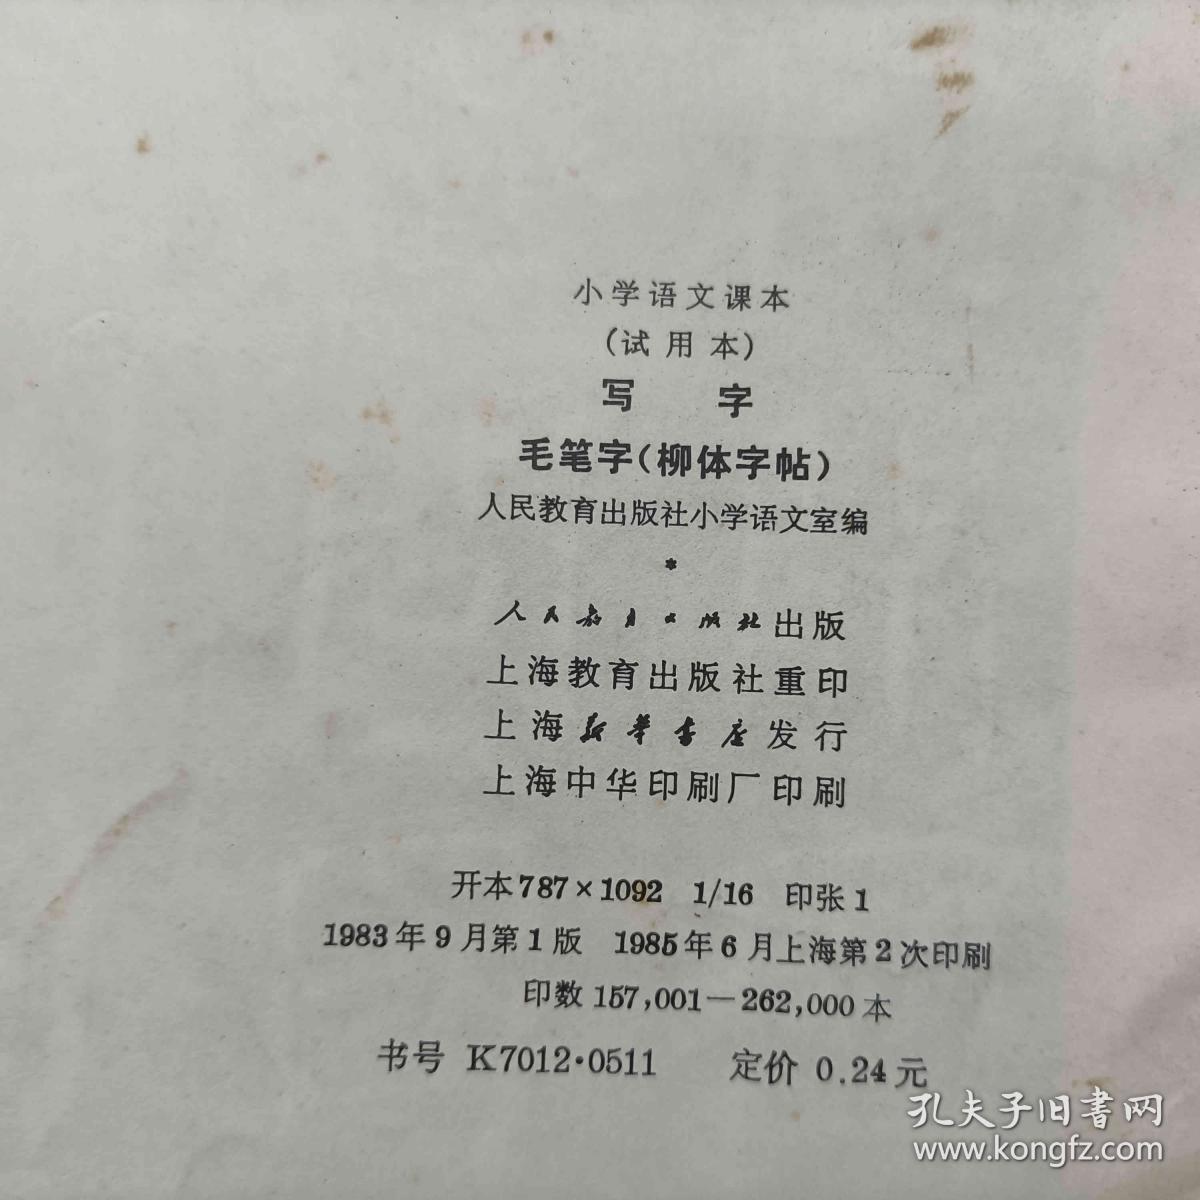 小学语文课本
(试用本)
写 字
毛笔字(柳体字帖)
人民教育出版社小学语文室编
*
人民教育出版社出版
上海教育出版社重印
上海新华书店发行
上海中华印刷厂印刷
开本787×1092 1/16 印张1
1983年9月第1版 1985年6月上海第2次印刷
印数157,001—262,000本
书号 K7012·0511 定价 0.24元
孔夫子旧书网
www.kongfz.com